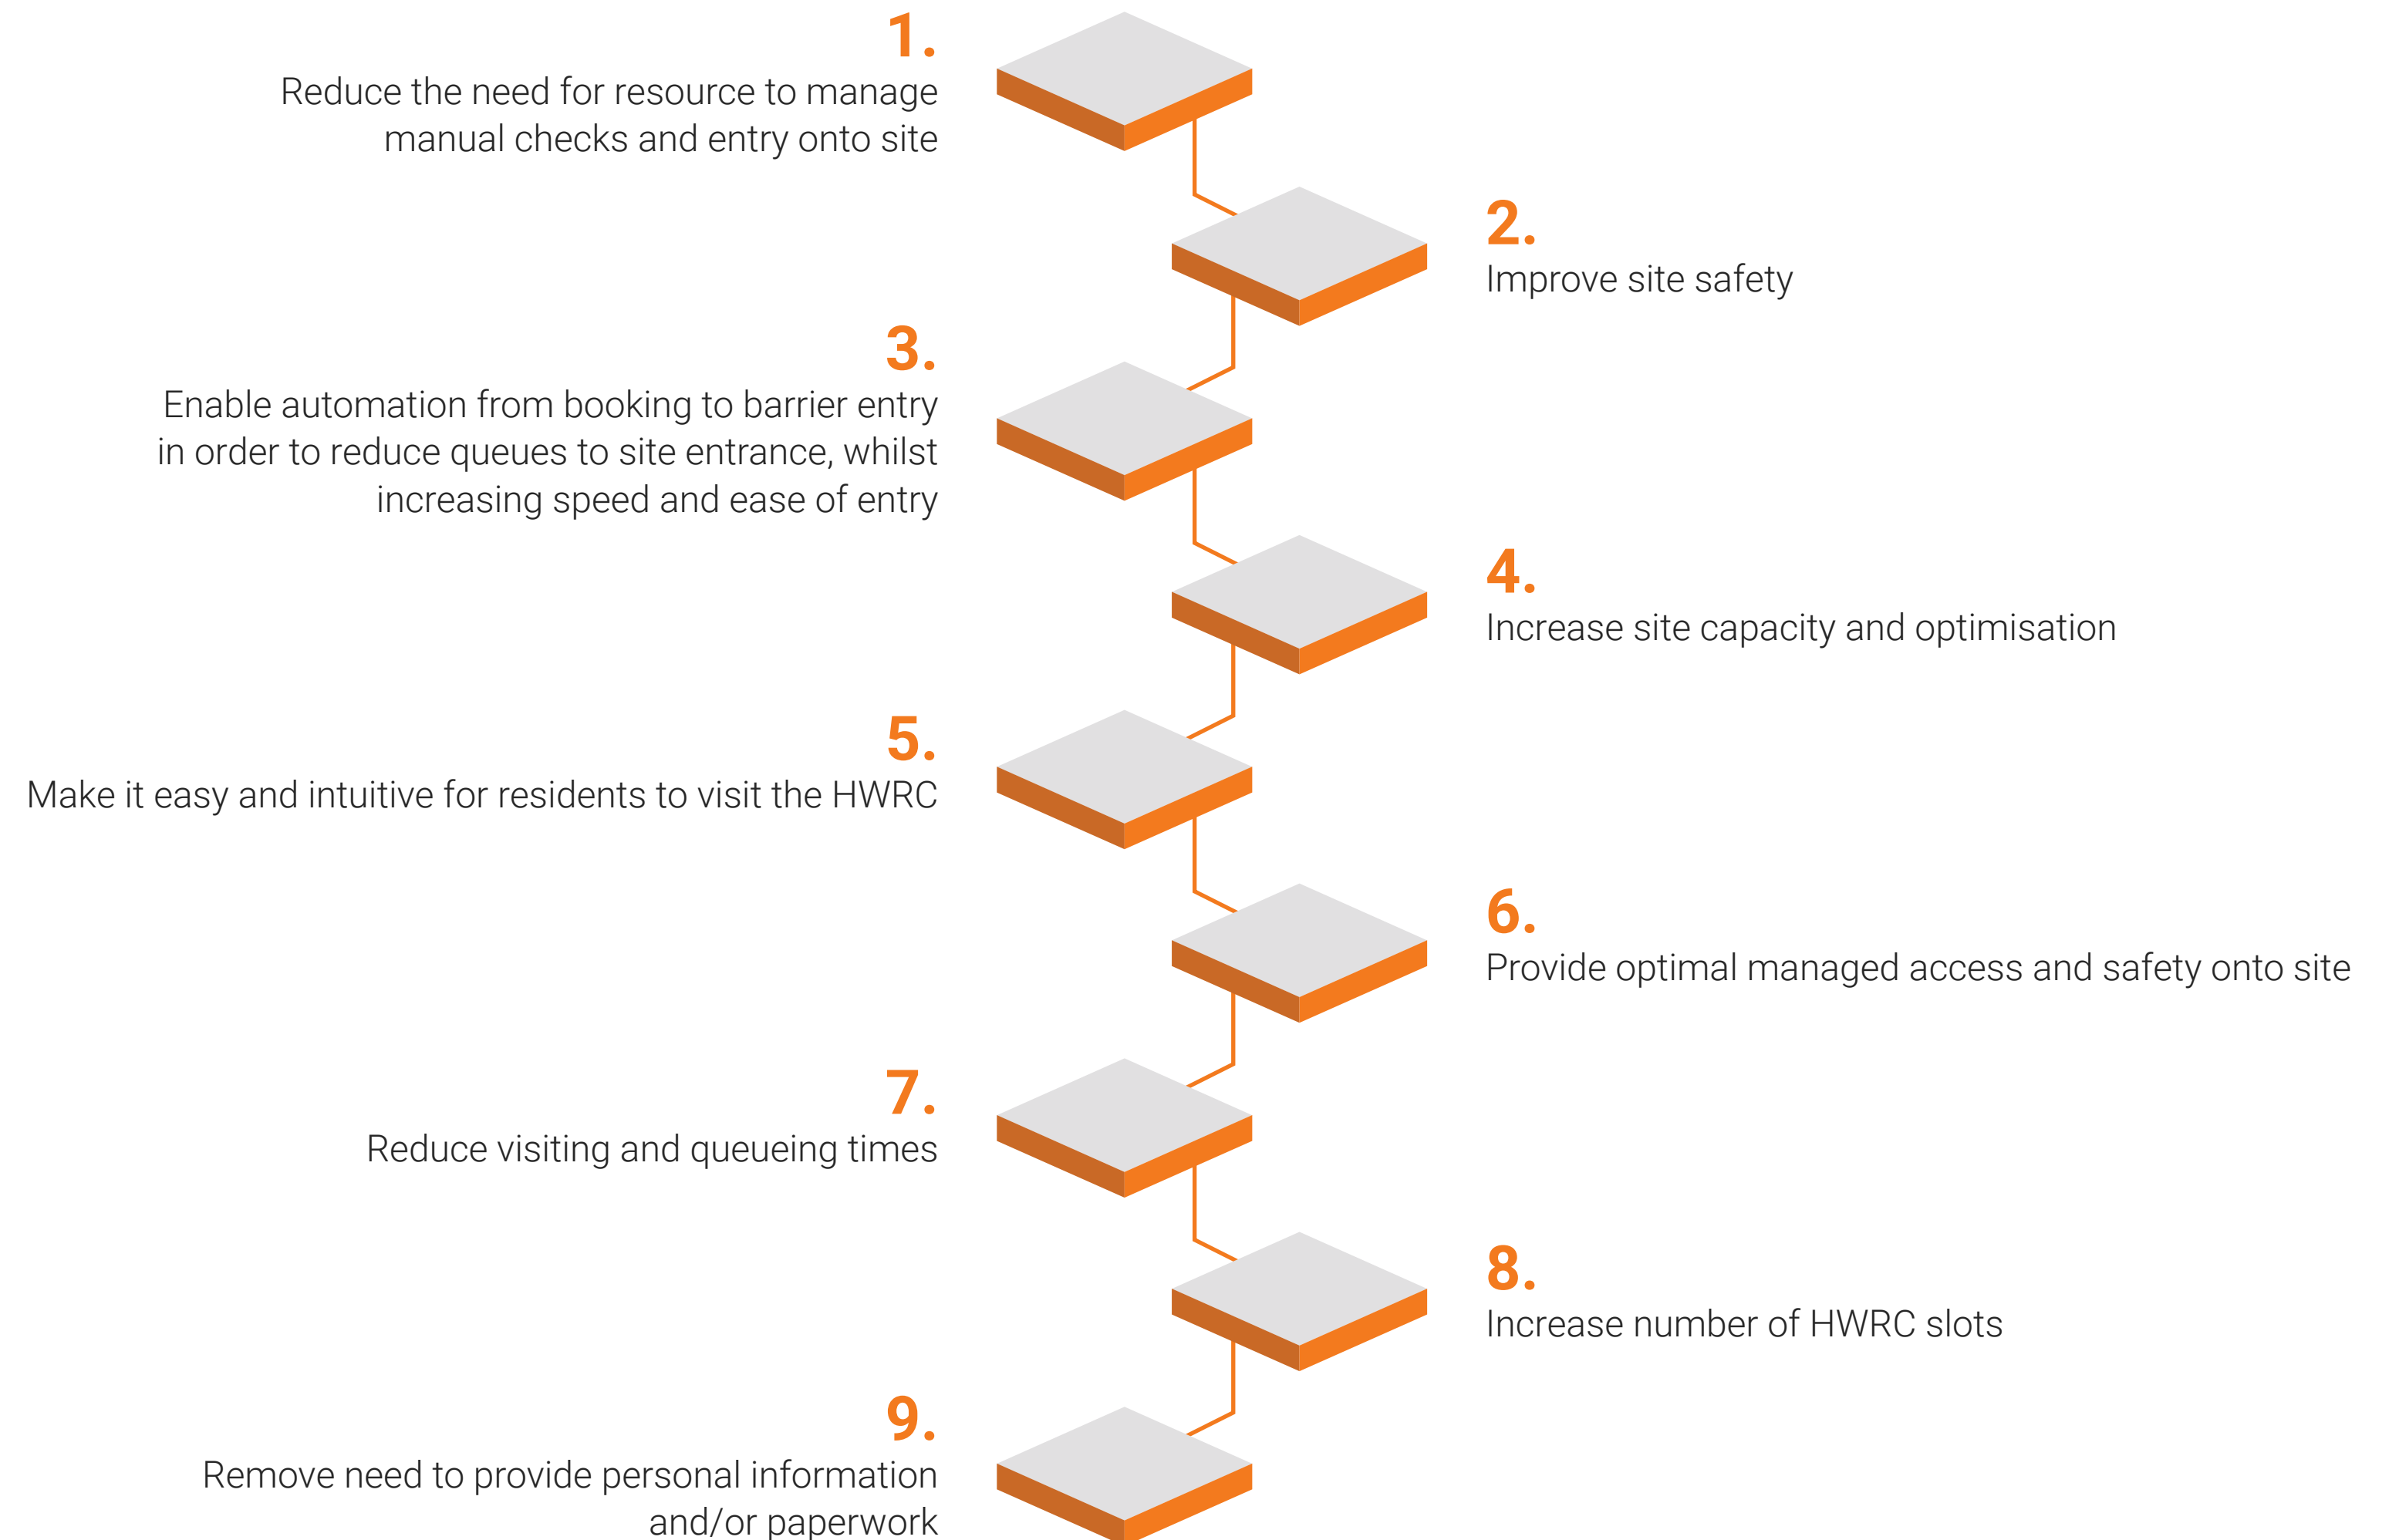 1.
Reduce the need for resource to manage
manual checks and entry onto site
2.
Improve site safety
3.
Enable automation from booking to barrier entry
in order to reduce queues to site entrance, whilst
increasing speed and ease of entry
4.
Increase site capacity and optimisation
5.
Make it easy and intuitive for residents to visit the HWRC
6.
Provide optimal managed access and safety onto site
7.
Reduce visiting and queueing times
8.
Increase number of HWRC slots
9.
Remove need to provide personal information
and/or paperwork